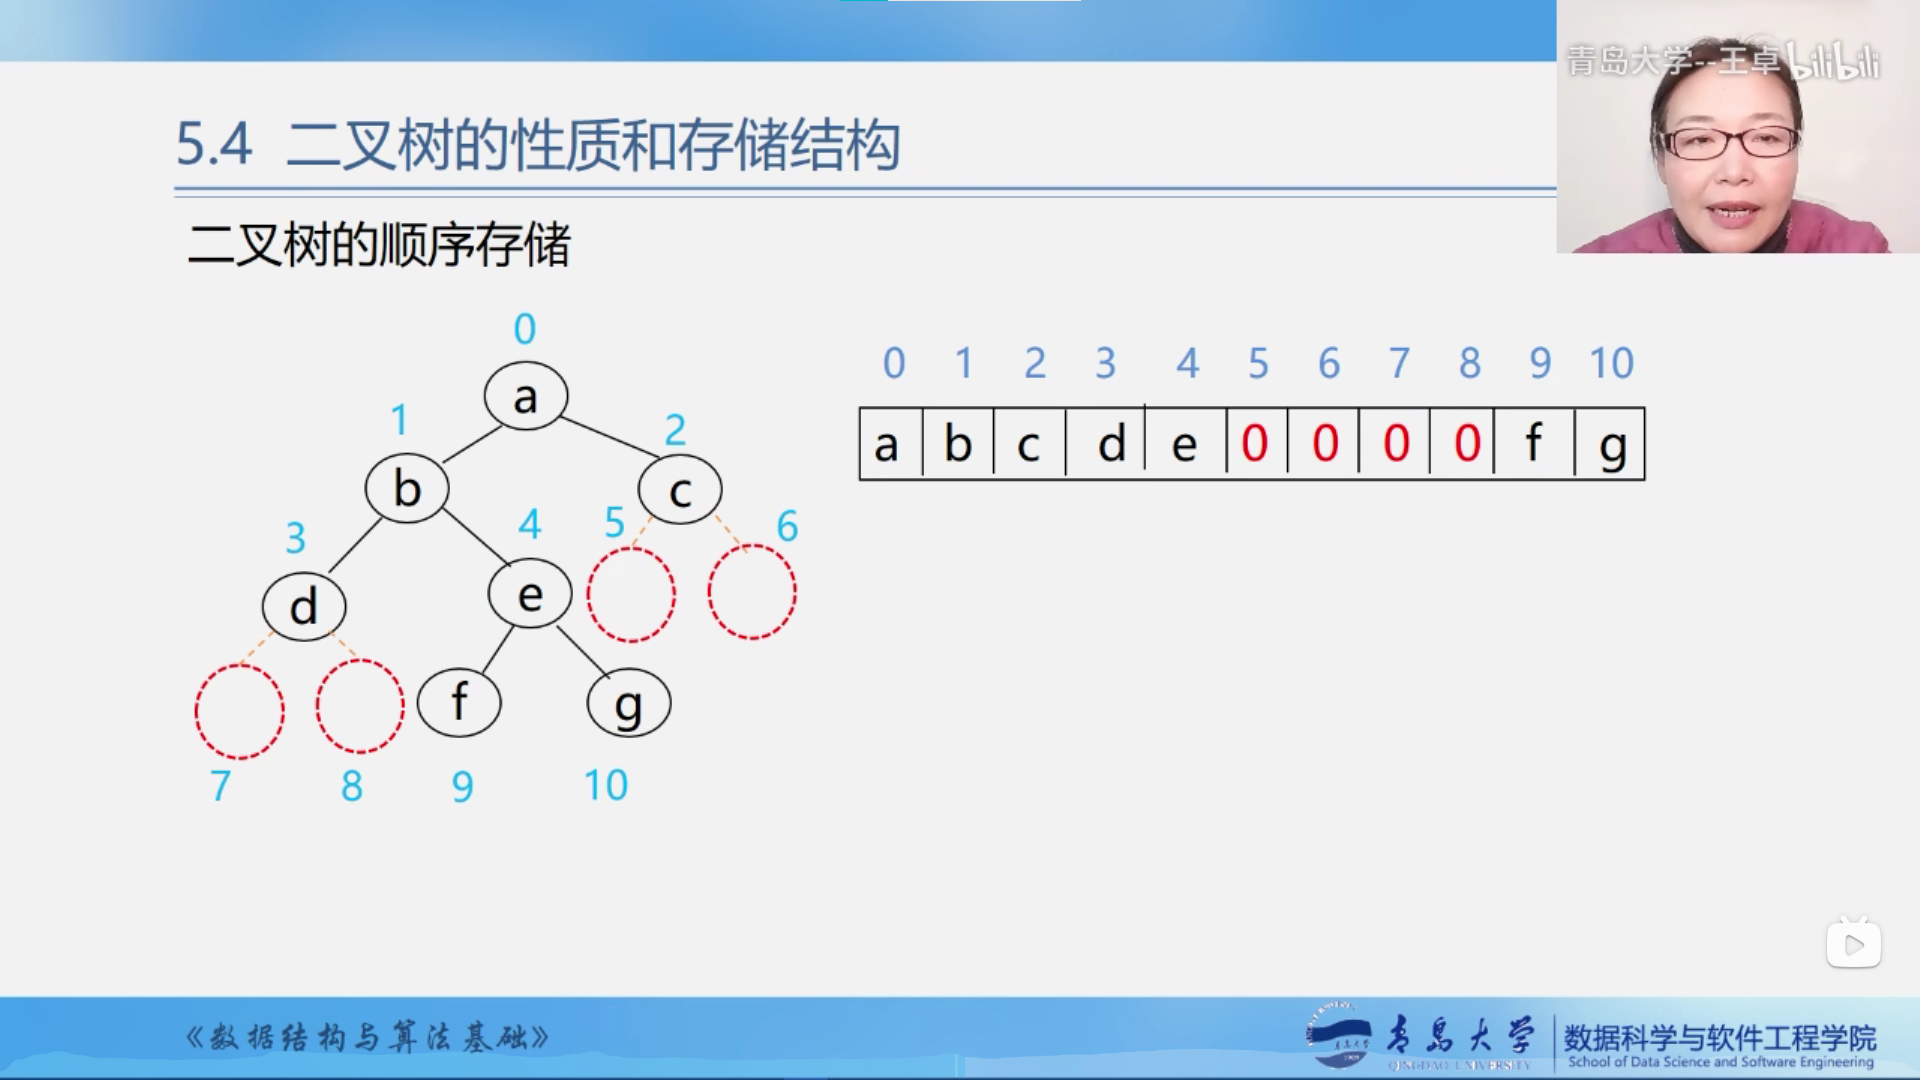 青岛大学--王卓 bilibili
5.4 二叉树的性质和存储结构
二叉树的顺序存储
0
a
1
2
b
c
3
4
5
6
d
e
f
g
7
8
9
10
0 1 2 3 4 5 6 7 8 9 10
a b c d e 0 0 0 0 f g
《数据结构与算法基础》
青岛大学
QINGDAO UNIVERSITY
数据科学与软件工程学院
School of Data Science and Software Engineering